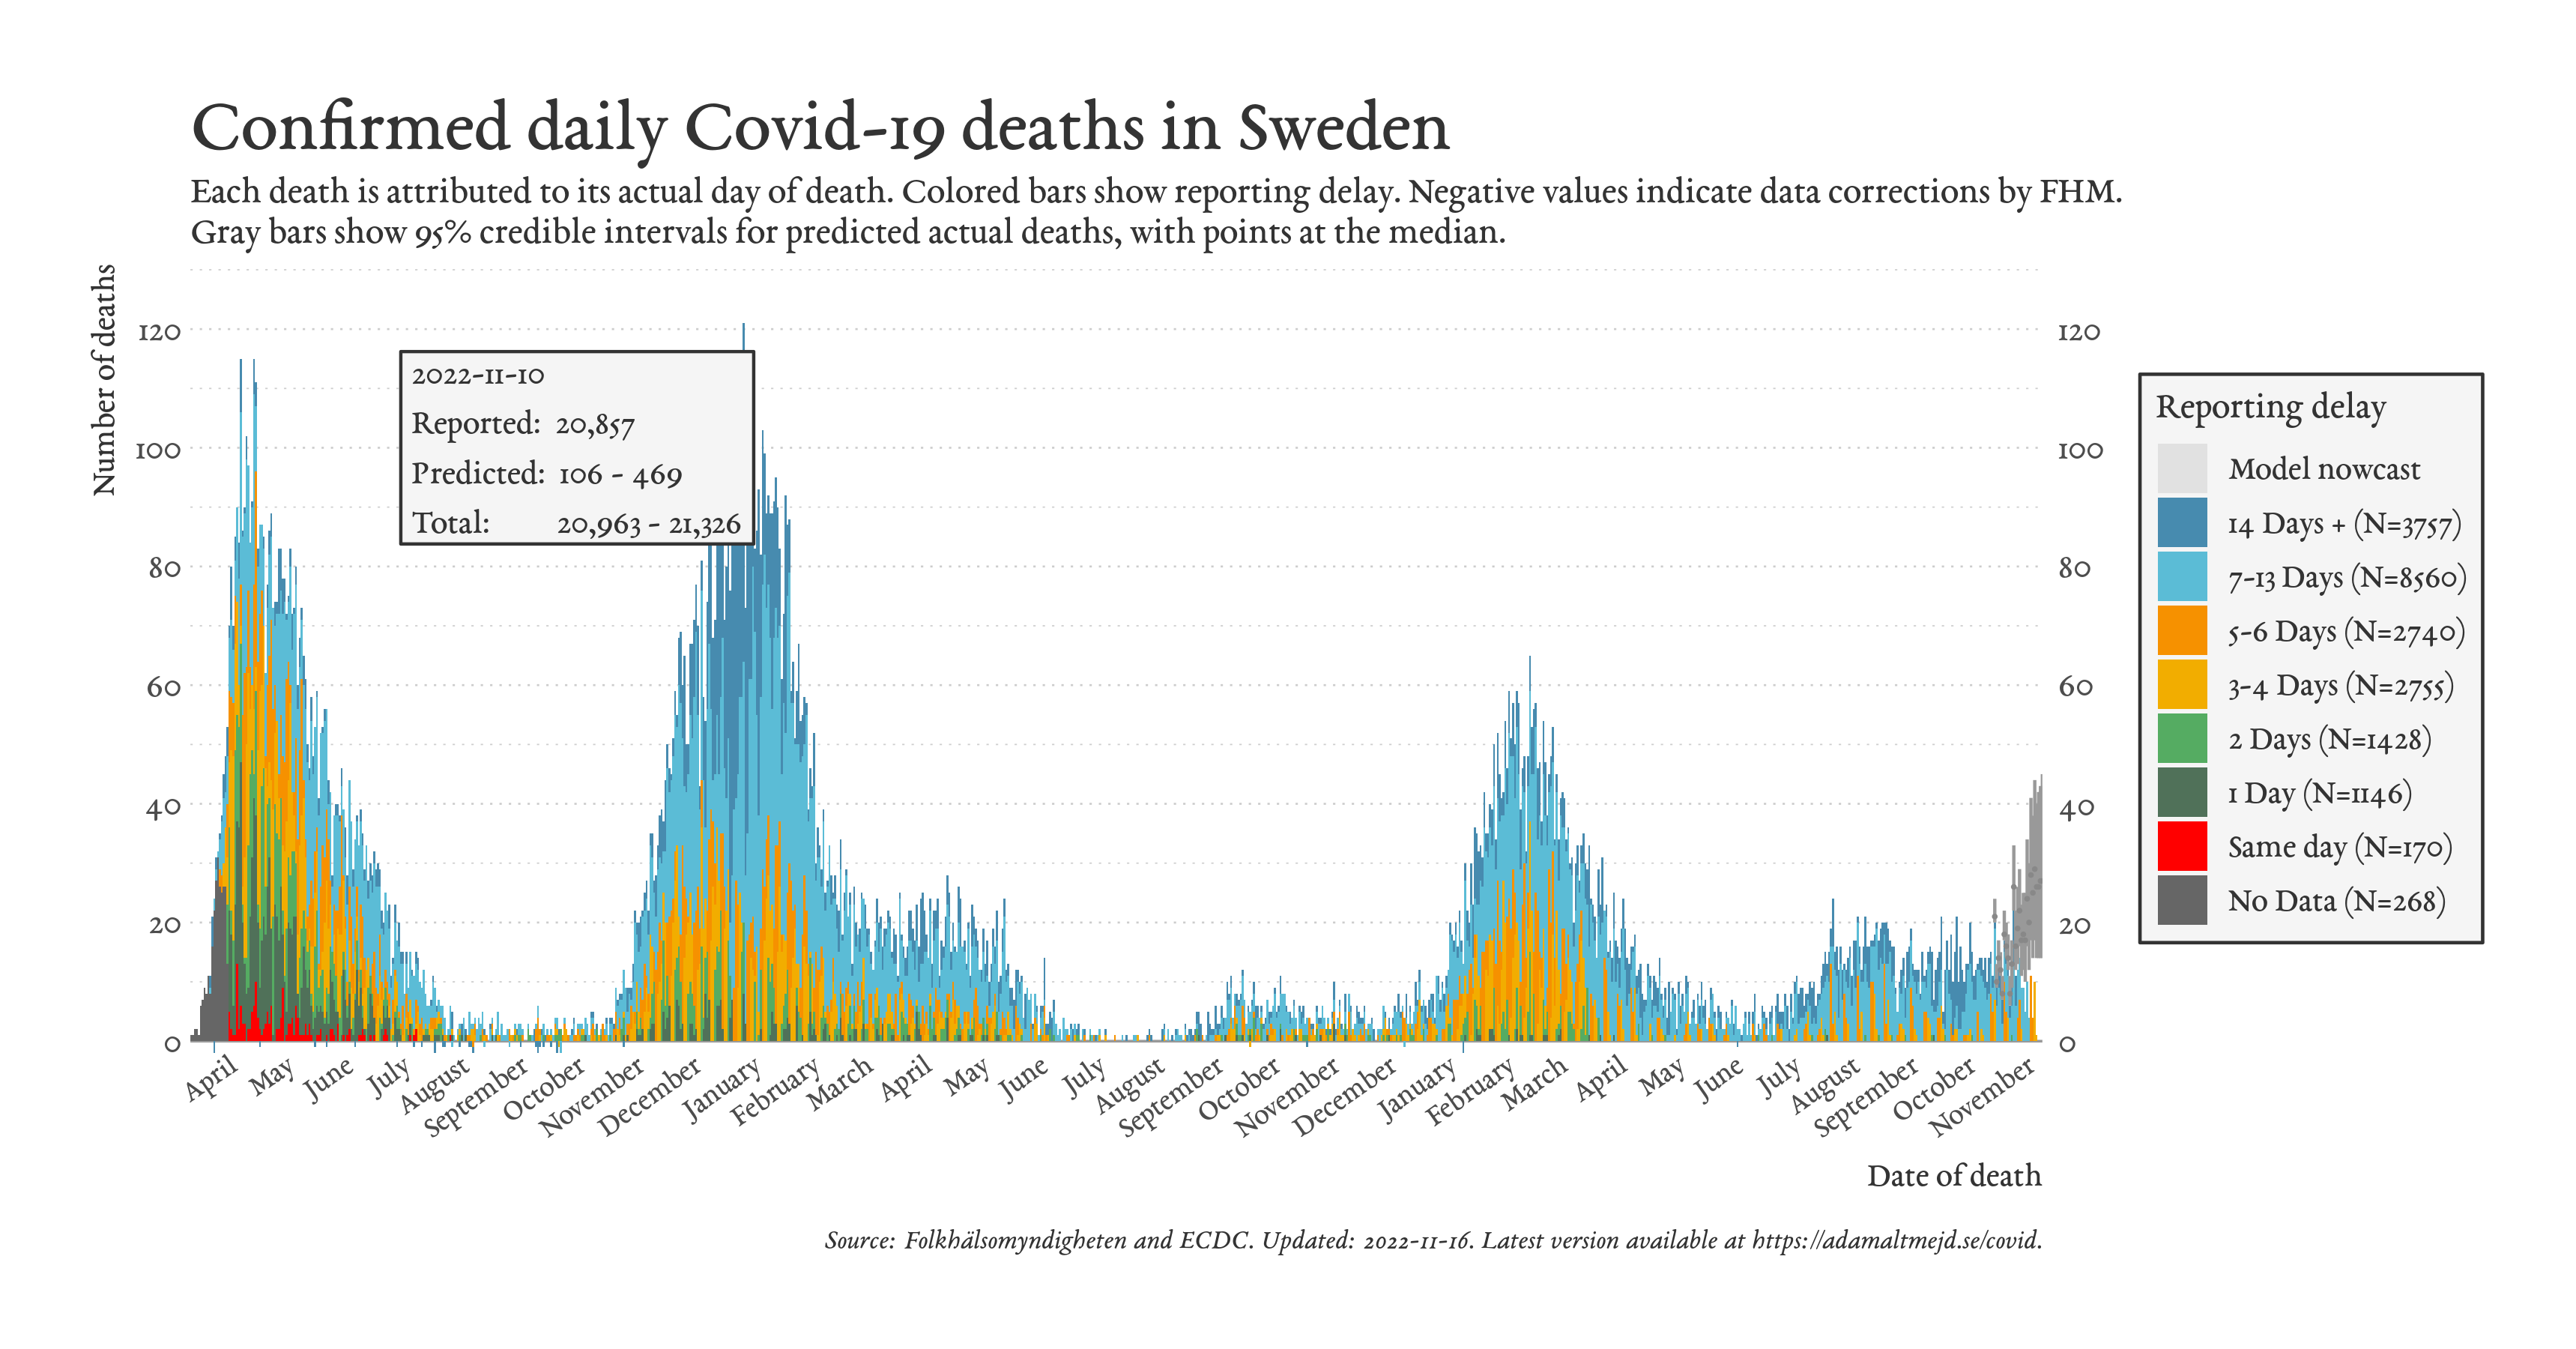 Confirmed daily Covid-19 deaths in Sweden
Each death is attributed to its actual day of death. Colored bars show reporting delay. Negative values indicate data corrections by FHM.
Gray bars show 95% credible intervals for predicted actual deaths, with points at the median.
Number of deaths
120
100
80
60
40
20
0
2022-11-10
Reported: 20,857
Predicted: 106 - 469
Total: 20,963 - 21,326
120
100
80
60
40
20
0
Reporting delay
Model nowcast
14 Days + (N=3757)
7-13 Days (N=8560)
5-6 Days (N=2740)
3-4 Days (N=2755)
2 Days (N=1428)
1 Day (N=1146)
Same day (N=170)
No Data (N=268)
April
May
June
July
August
September
October
November
December
January
February
March
April
May
June
July
August
September
October
November
December
January
February
March
April
May
June
July
August
September
October
November
Date of death
Source: Folkhälsomyndigheten and ECDC. Updated: 2022-11-16. Latest version available at https://adamaltmejd.se/covid.